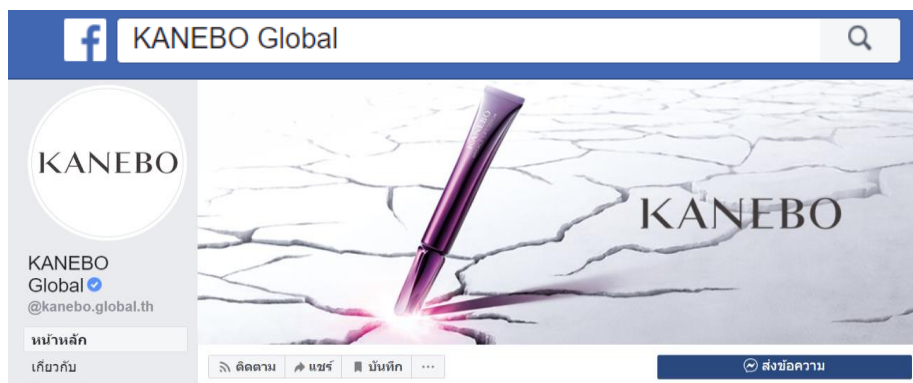 f
KANEBO Global
KANEBO
KANEBO
KANEBO
KANEBO
Global
@kanebo.global.th
หน้าหลัก
เกี่ยวกับ
ติดตาม
แชร์
บันทึก
...
ส่งข้อความ